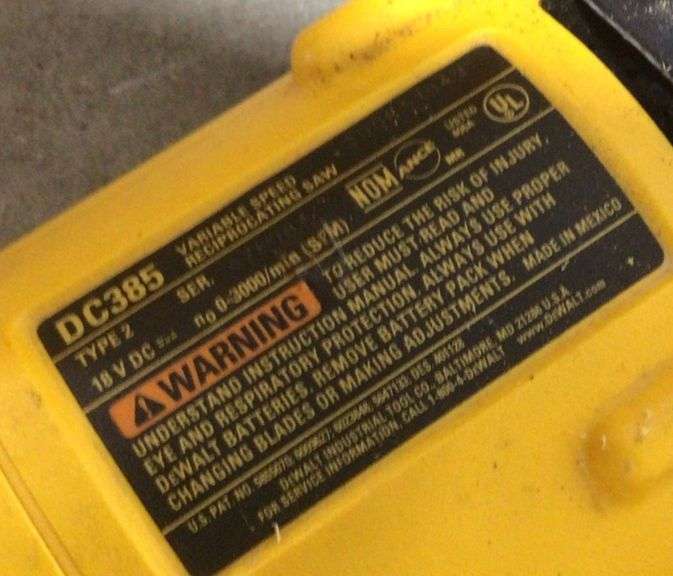 DC385
VARIABLE SPEED
RECIPROCATING SAW
NOM
ANCE
LISTED
UL
TYPE 2
SER.
18 V DC
no 0-3000/min (SPM)
WARNING
TO REDUCE THE RISK OF INJURY,
USER MUST READ AND
UNDERSTAND INSTRUCTION MANUAL. ALWAYS USE PROPER
EYE AND RESPIRATORY PROTECTION. ALWAYS USE WITH
DeWALT BATTERIES. REMOVE BATTERY PACK WHEN
CHANGING BLADES OR MAKING ADJUSTMENTS.
MADE IN MEXICO
U.S. PAT. NO.
DeWALT INDUSTRIAL TOOL CO., BALTIMORE, MD 21286 U.S.A.
FOR SERVICE INFORMATION, CALL 1-800-4-DeWALT
www.DeWALT.com